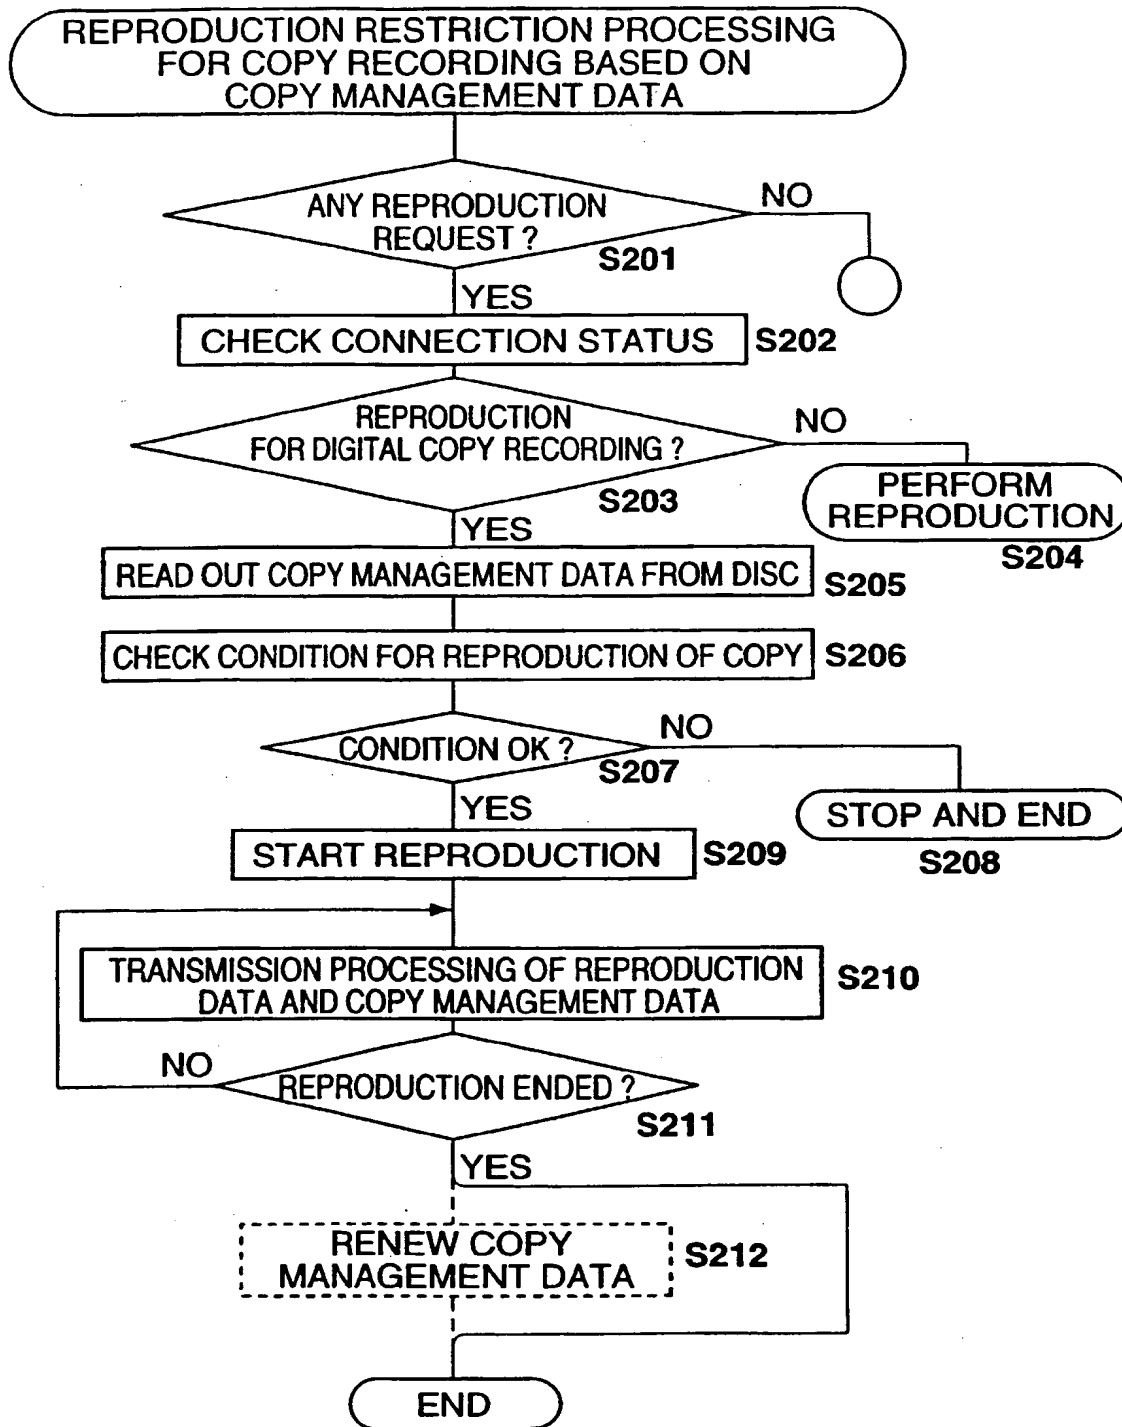 REPRODUCTION RESTRICTION PROCESSING
FOR COPY RECORDING BASED ON
COPY MANAGEMENT DATA
ANY REPRODUCTION
REQUEST ?
S201
NO
YES
CHECK CONNECTION STATUS
S202
REPRODUCTION
FOR DIGITAL COPY RECORDING ?
S203
NO
PERFORM
REPRODUCTION
S204
YES
READ OUT COPY MANAGEMENT DATA FROM DISC
S205
CHECK CONDITION FOR REPRODUCTION OF COPY
S206
CONDITION OK ?
S207
NO
STOP AND END
S208
YES
START REPRODUCTION
S209
TRANSMISSION PROCESSING OF REPRODUCTION
DATA AND COPY MANAGEMENT DATA
S210
NO
REPRODUCTION ENDED ?
S211
YES
RENEW COPY
MANAGEMENT DATA
S212
END